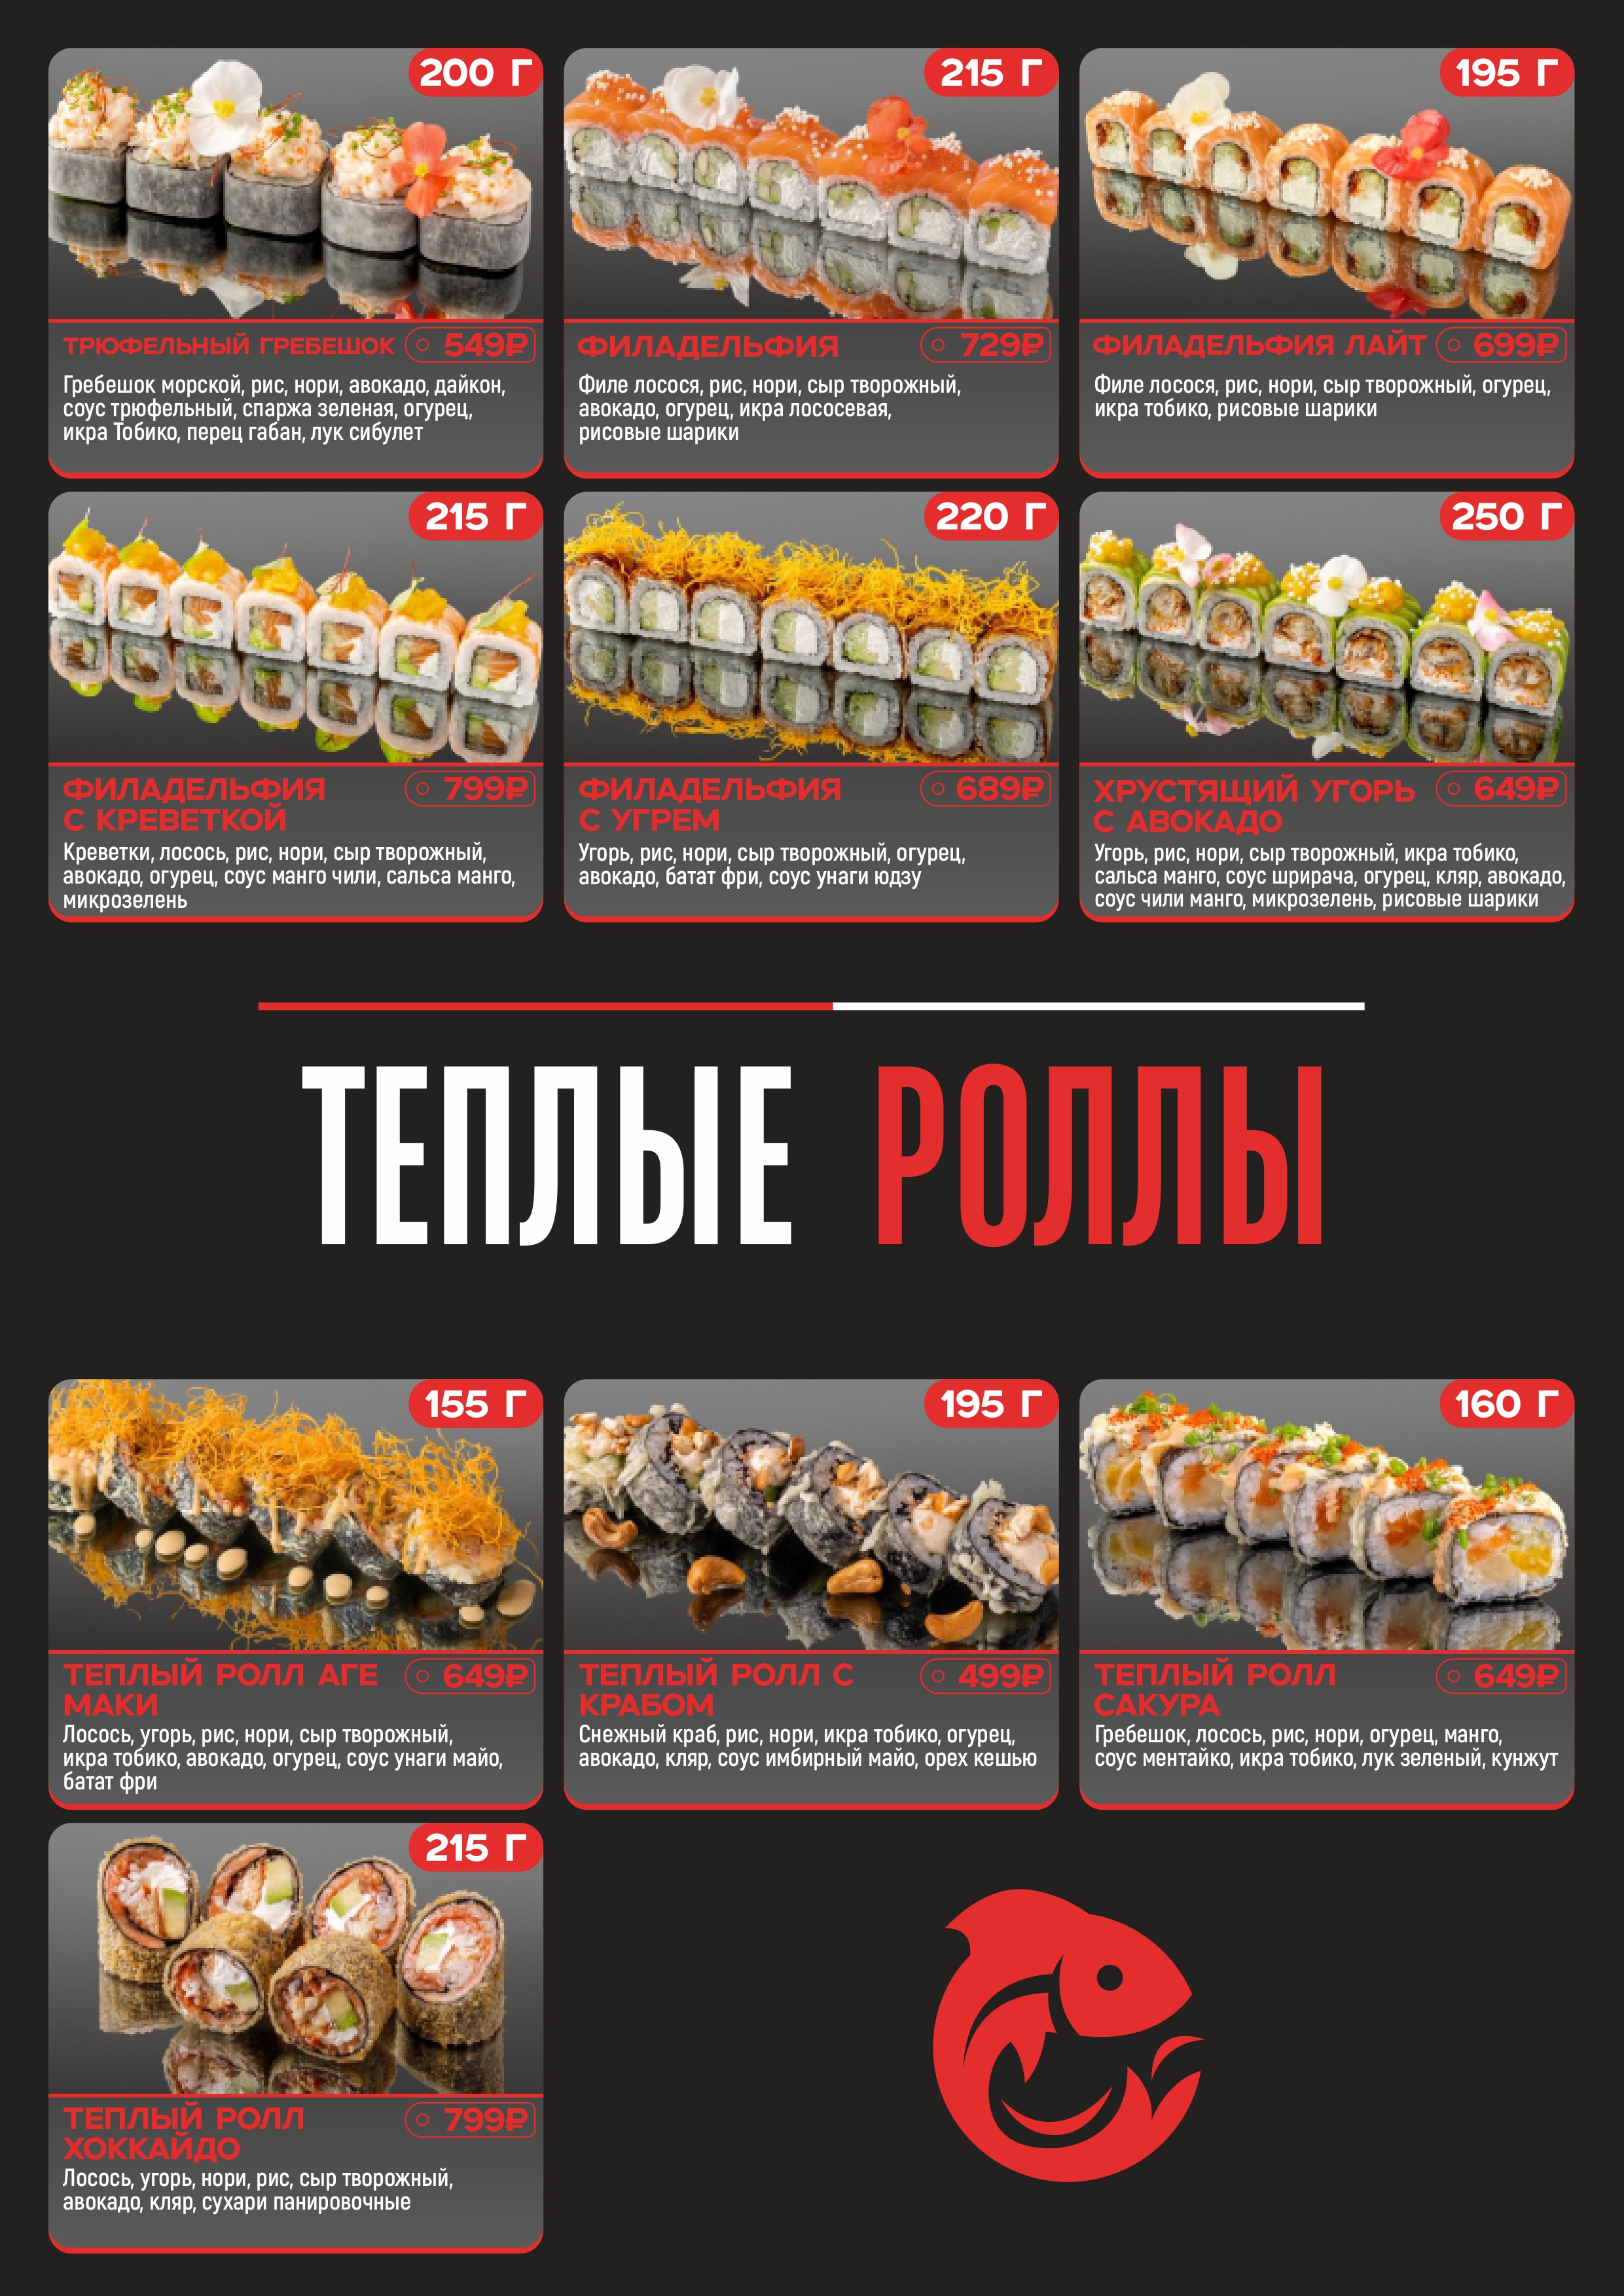 200 Г
ТРЮФЕЛЬНЫЙ ГРЕБЕШОК 549₽
Гребешок морской, рис, нори, авокадо, дайкон,
соус трюфельный, спаржа зеленая, огурец,
икра Тобико, перец габан, лук сибулет
215 Г
ФИЛАДЕЛЬФИЯ 729₽
Филе лосося, рис, нори, сыр творожный,
авокадо, огурец, икра лососевая,
рисовые шарики
195 Г
ФИЛАДЕЛЬФИЯ ЛАЙТ 699₽
Филе лосося, рис, нори, сыр творожный, огурец,
икра тобико, рисовые шарики
215 Г
ФИЛАДЕЛЬФИЯ 799₽
С КРЕВЕТКОЙ
Креветки, лосось, рис, нори, сыр творожный,
авокадо, огурец, соус манго чили, сальса манго,
микрозелень
220 Г
ФИЛАДЕЛЬФИЯ 689₽
С УГРЕМ
Угорь, рис, нори, сыр творожный, огурец,
авокадо, батат фри, соус унаги юдзу
250 Г
ХРУСТЯЩИЙ УГОРЬ 649₽
С АВОКАДО
Угорь, рис, нори, сыр творожный, икра тобико,
сальса манго, соус шрирача, огурец, кляр, авокадо,
соус чили манго, микрозелень, рисовые шарики
ТЕПЛЫЕ РОЛЛЫ
155 Г
ТЕПЛЫЙ РОЛЛ АГЕ 649₽
МАКИ
Лосось, угорь, рис, нори, сыр творожный,
икра тобико, авокадо, огурец, соус унаги майо,
батат фри
195 Г
ТЕПЛЫЙ РОЛЛ С 499₽
КРАБОМ
Снежный краб, рис, нори, икра тобико, огурец,
авокадо, кляр, соус имбирный майо, орех кешью
160 Г
ТЕПЛЫЙ РОЛЛ 649₽
САКУРА
Гребешок, лосось, рис, нори, огурец, манго,
соус ментайко, икра тобико, лук зеленый, кунжут
215 Г
ТЕПЛЫЙ РОЛЛ 799₽
ХОККАЙДО
Лосось, угорь, нори, рис, сыр творожный,
авокадо, кляр, сухари панировочные